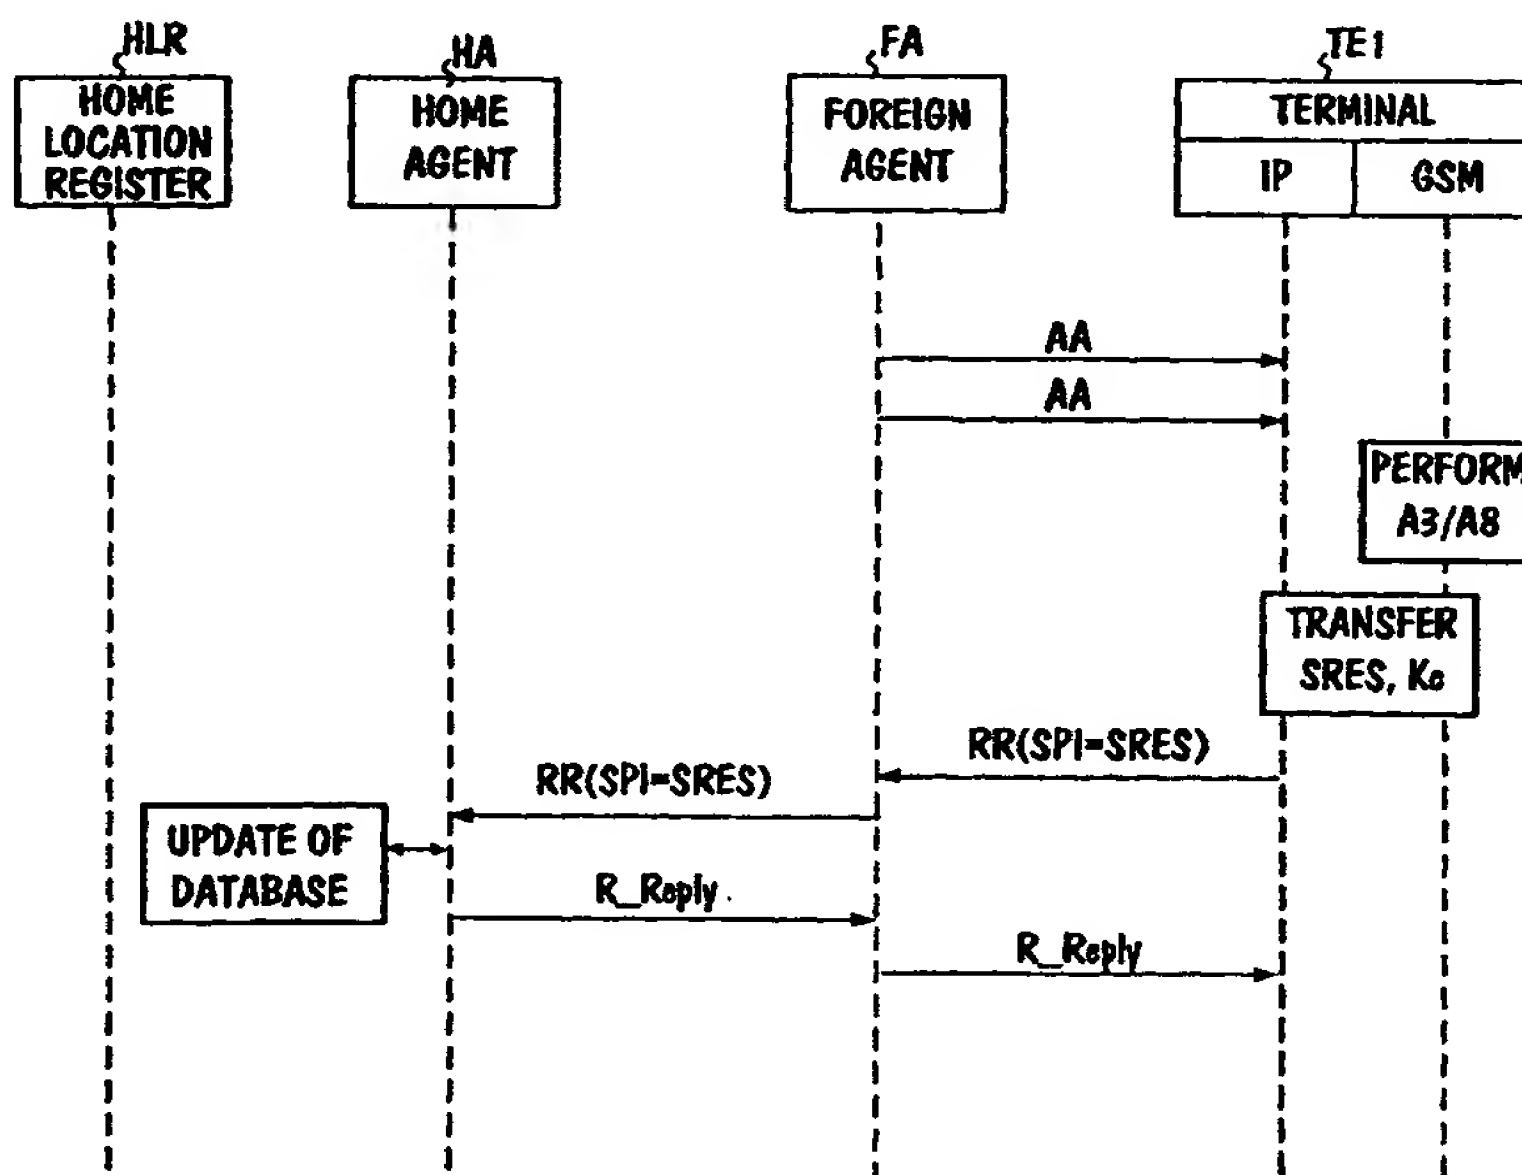 HLR
HA
FA
TE1
HOME
LOCATION
REGISTER
HOME
AGENT
FOREIGN
AGENT
TERMINAL
IP
GSM
AA
AA
PERFORM
A3/A8
TRANSFER
SRES, Kc
RR(SPI=SRES)
RR(SPI=SRES)
UPDATE OF
DATABASE
R_Reply
R_Reply